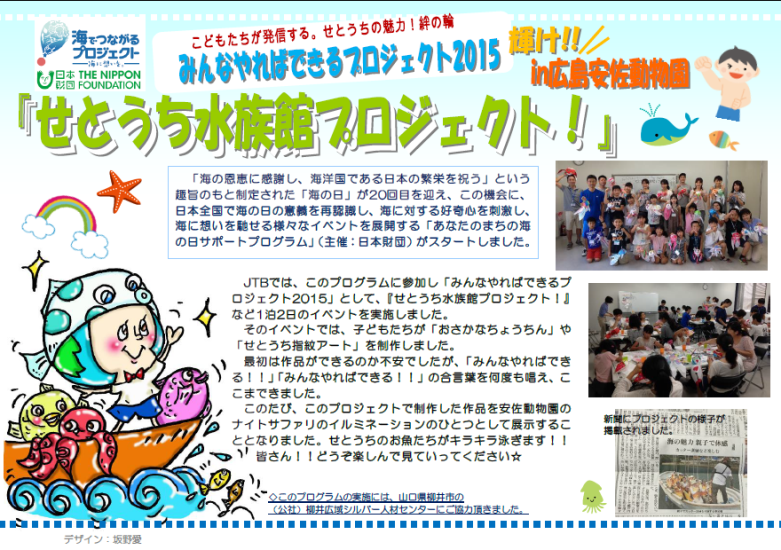 海でつながる
プロジェクト
―海に想いを。―
日本
財団
THE NIPPON
FOUNDATION
こどもたちが発信する。せとうちの魅力！絆の輪
みんなやればできるプロジェクト2015
輝け!!
in広島安佐動物園
『せとうち水族館プロジェクト！』
「海の恩恵に感謝し、海洋国である日本の繁栄を祝う」という
趣旨のもと制定された「海の日」が20回目を迎え、この機会に、
日本全国で海の日の意義を再認識し、海に対する好奇心を刺激し、
海に想いを馳せる様々なイベントを展開する「あなたのまちの海
の日サポートプログラム」（主催：日本財団）がスタートしました。
JTBでは、このプログラムに参加し「みんなやればできるプ
ロジェクト2015」として、『せとうち水族館プロジェクト！』
など1泊2日のイベントを実施しました。
そのイベントでは、子どもたちが「おさかなちょうちん」や
「せとうち指紋アート」を制作しました。
最初は作品ができるのか不安でしたが、「みんなやればでき
る！！」「みんなやればできる！！」の合言葉を何度も唱え、こ
こまできました。
このたび、このプロジェクトで制作した作品を安佐動物園の
ナイトサファリのイルミネーションのひとつとして展示するこ
ととなりました。せとうちのお魚たちがキラキラ泳ぎます！！
皆さん！！どうぞ楽しんで見ていってください☆
新聞にプロジェクトの様子が
掲載されました。
海の魅力 親子で体感
◇このプログラムの実施には、山口県柳井市の
（公社）柳井広域シルバー人材センターにご協力頂きました。
デザイン：坂野愛